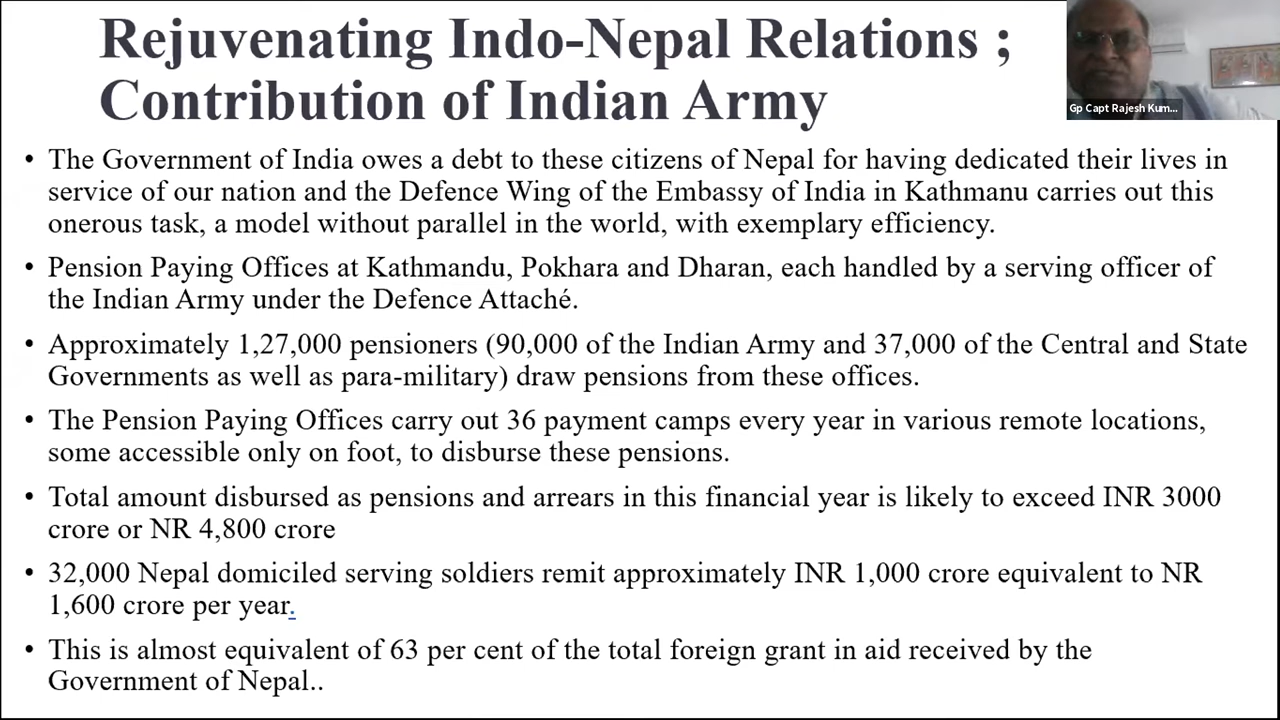 Rejuvenating Indo-Nepal Relations ;
Contribution of Indian Army
Gp Capt Rajesh Kum...
• The Government of India owes a debt to these citizens of Nepal for having dedicated their lives in
service of our nation and the Defence Wing of the Embassy of India in Kathmanu carries out this
onerous task, a model without parallel in the world, with exemplary efficiency.
• Pension Paying Offices at Kathmandu, Pokhara and Dharan, each handled by a serving officer of
the Indian Army under the Defence Attaché.
• Approximately 1,27,000 pensioners (90,000 of the Indian Army and 37,000 of the Central and State
Governments as well as para-military) draw pensions from these offices.
• The Pension Paying Offices carry out 36 payment camps every year in various remote locations,
some accessible only on foot, to disburse these pensions.
• Total amount disbursed as pensions and arrears in this financial year is likely to exceed INR 3000
crore or NR 4,800 crore
• 32,000 Nepal domiciled serving soldiers remit approximately INR 1,000 crore equivalent to NR
1,600 crore per year.
• This is almost equivalent of 63 per cent of the total foreign grant in aid received by the
Government of Nepal..